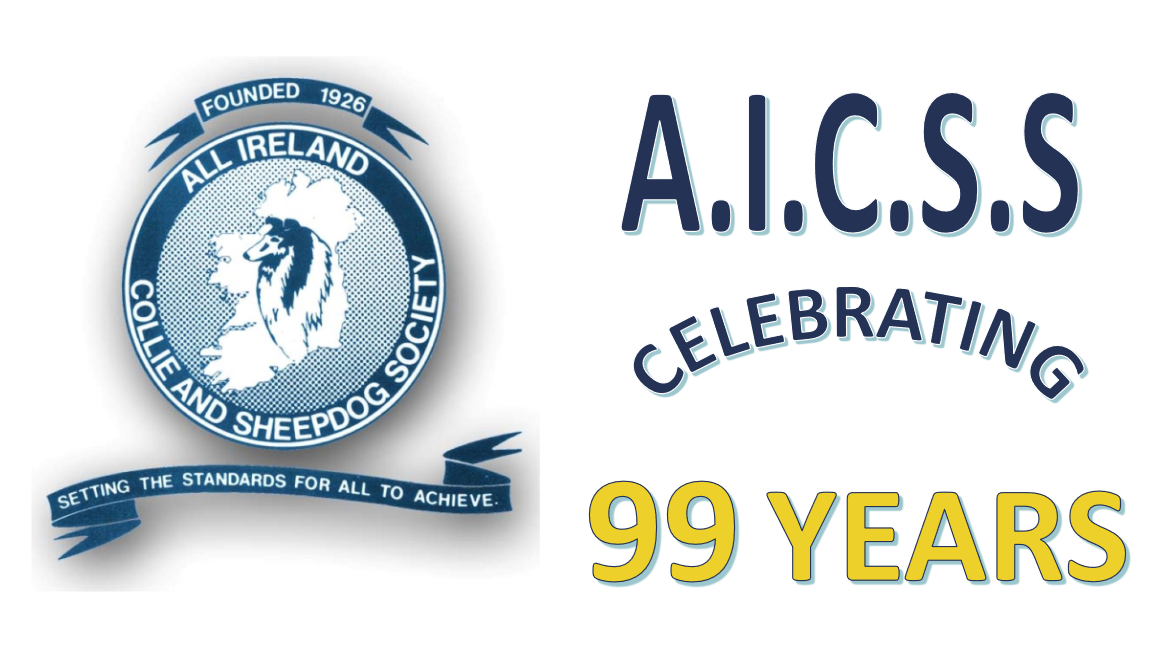 FOUNDED 1926
ALL IRELAND
COLLIE AND SHEEPDOG SOCIETY
SETTING THE STANDARDS FOR ALL TO ACHIEVE.
A.I.C.S.S
CELEBRATING
99 YEARS